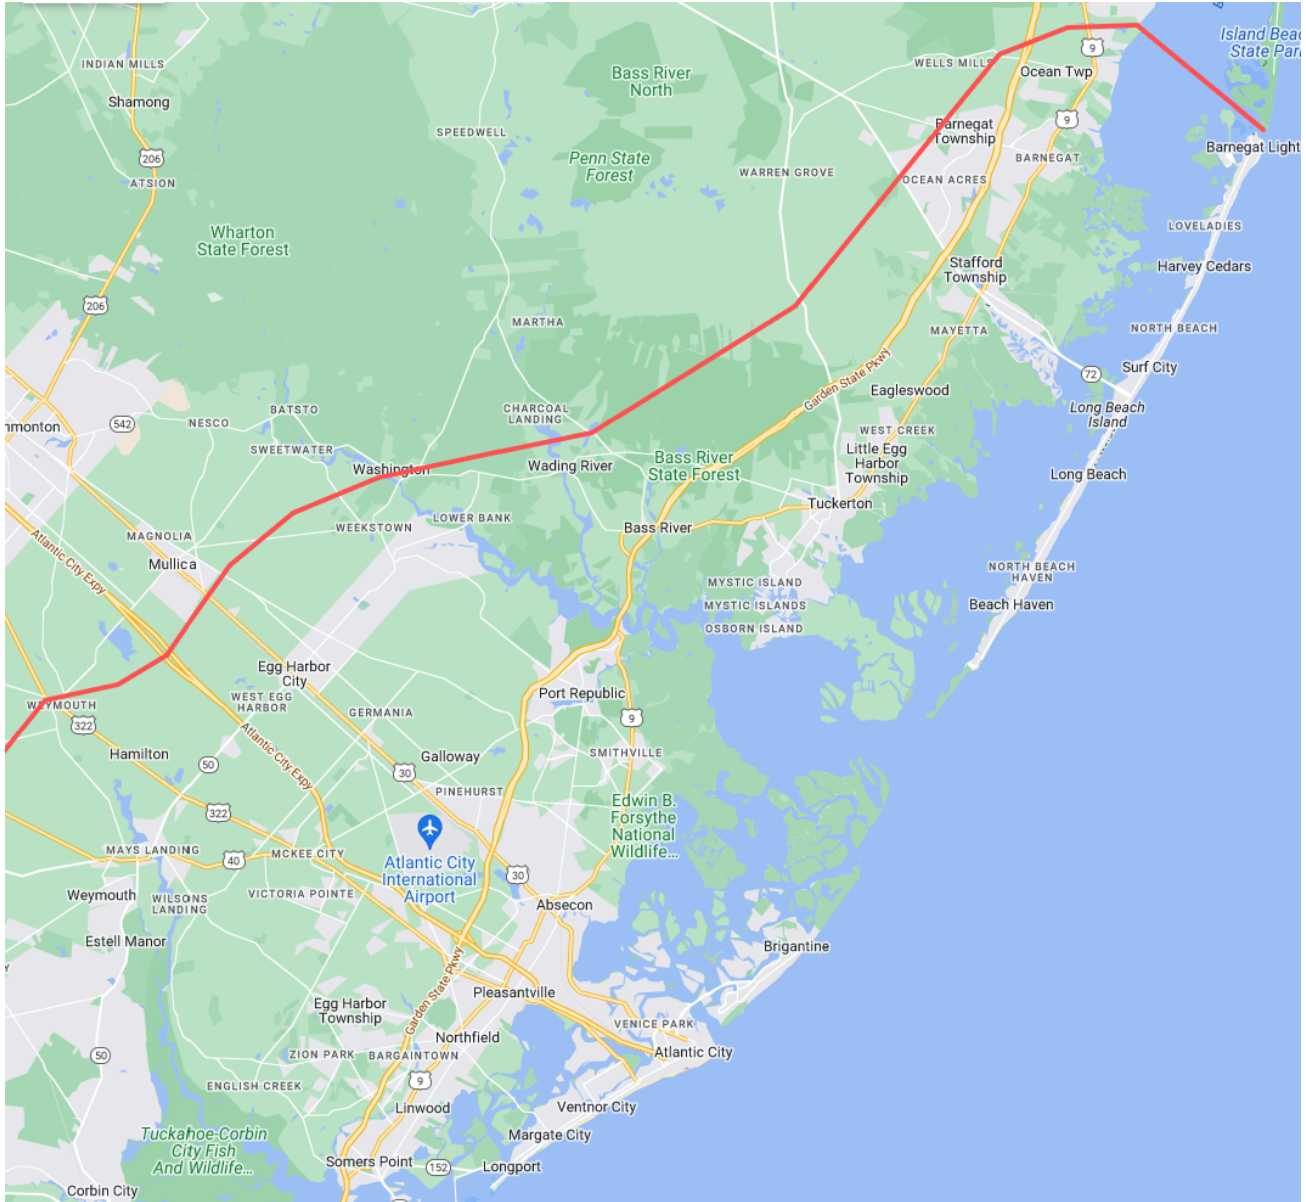 Island Beac
State Par
INDIAN MILLS
Shamong
206
ATSION
SPEEDWELL
Bass River
North
Penn State
Forest
WARREN GROVE
WELLS MILLS
Ocean Twp
9
9
Barnegat
Township
BARNEGAT
OCEAN ACRES
Barnegat Light
LOVELADIES
Harvey Cedars
Wharton
State Forest
206
MARTHA
Stafford
Township
MAYETTA
NORTH BEACH
Surf City
72
Long Beach
Island
Long Beach
Garden State Pkwy
Eagleswood
WEST CREEK
Little Egg
Harbor
Township
Tuckerton
CHARCOAL
LANDING
BATSTO
NESCO
542
mmonton
SWEETWATER
Washington
Wading River
Bass River
State Forest
Bass River
LOWER BANK
WEEKSTOWN
MAGNOLIA
Mullica
Atlantic City Expy
MYSTIC ISLAND
MYSTIC ISLANDS
OSBORN ISLAND
NORTH BEACH
HAVEN
Beach Haven
Egg Harbor
City
WEST EGG
HARBOR
GERMANIA
WEYMOUTH
322
Hamilton
50
Atlantic City Expy
Port Republic
9
SMITHVILLE
Galloway
30
PINEHURST
322
MAYS LANDING
40
MCKEE CITY
Atlantic City
International
Airport
Edwin B.
Forsythe
National
Wildlife...
30
Weymouth
WILSONS
LANDING
VICTORIA POINTE
Absecon
Estell Manor
Y
Brigantine
Garden State Pkwy
Pleasantville
Egg Harbor
Township
Northfield
VENICE PARK
Atlantic City
50
ZION PARK
BARGAINTOWN
9
ENGLISH CREEK
Linwood
Ventnor City
Margate City
Tuckahoe-Corbin
City Fish
And Wildlife...
Somers Point
152
Longport
Corbin City